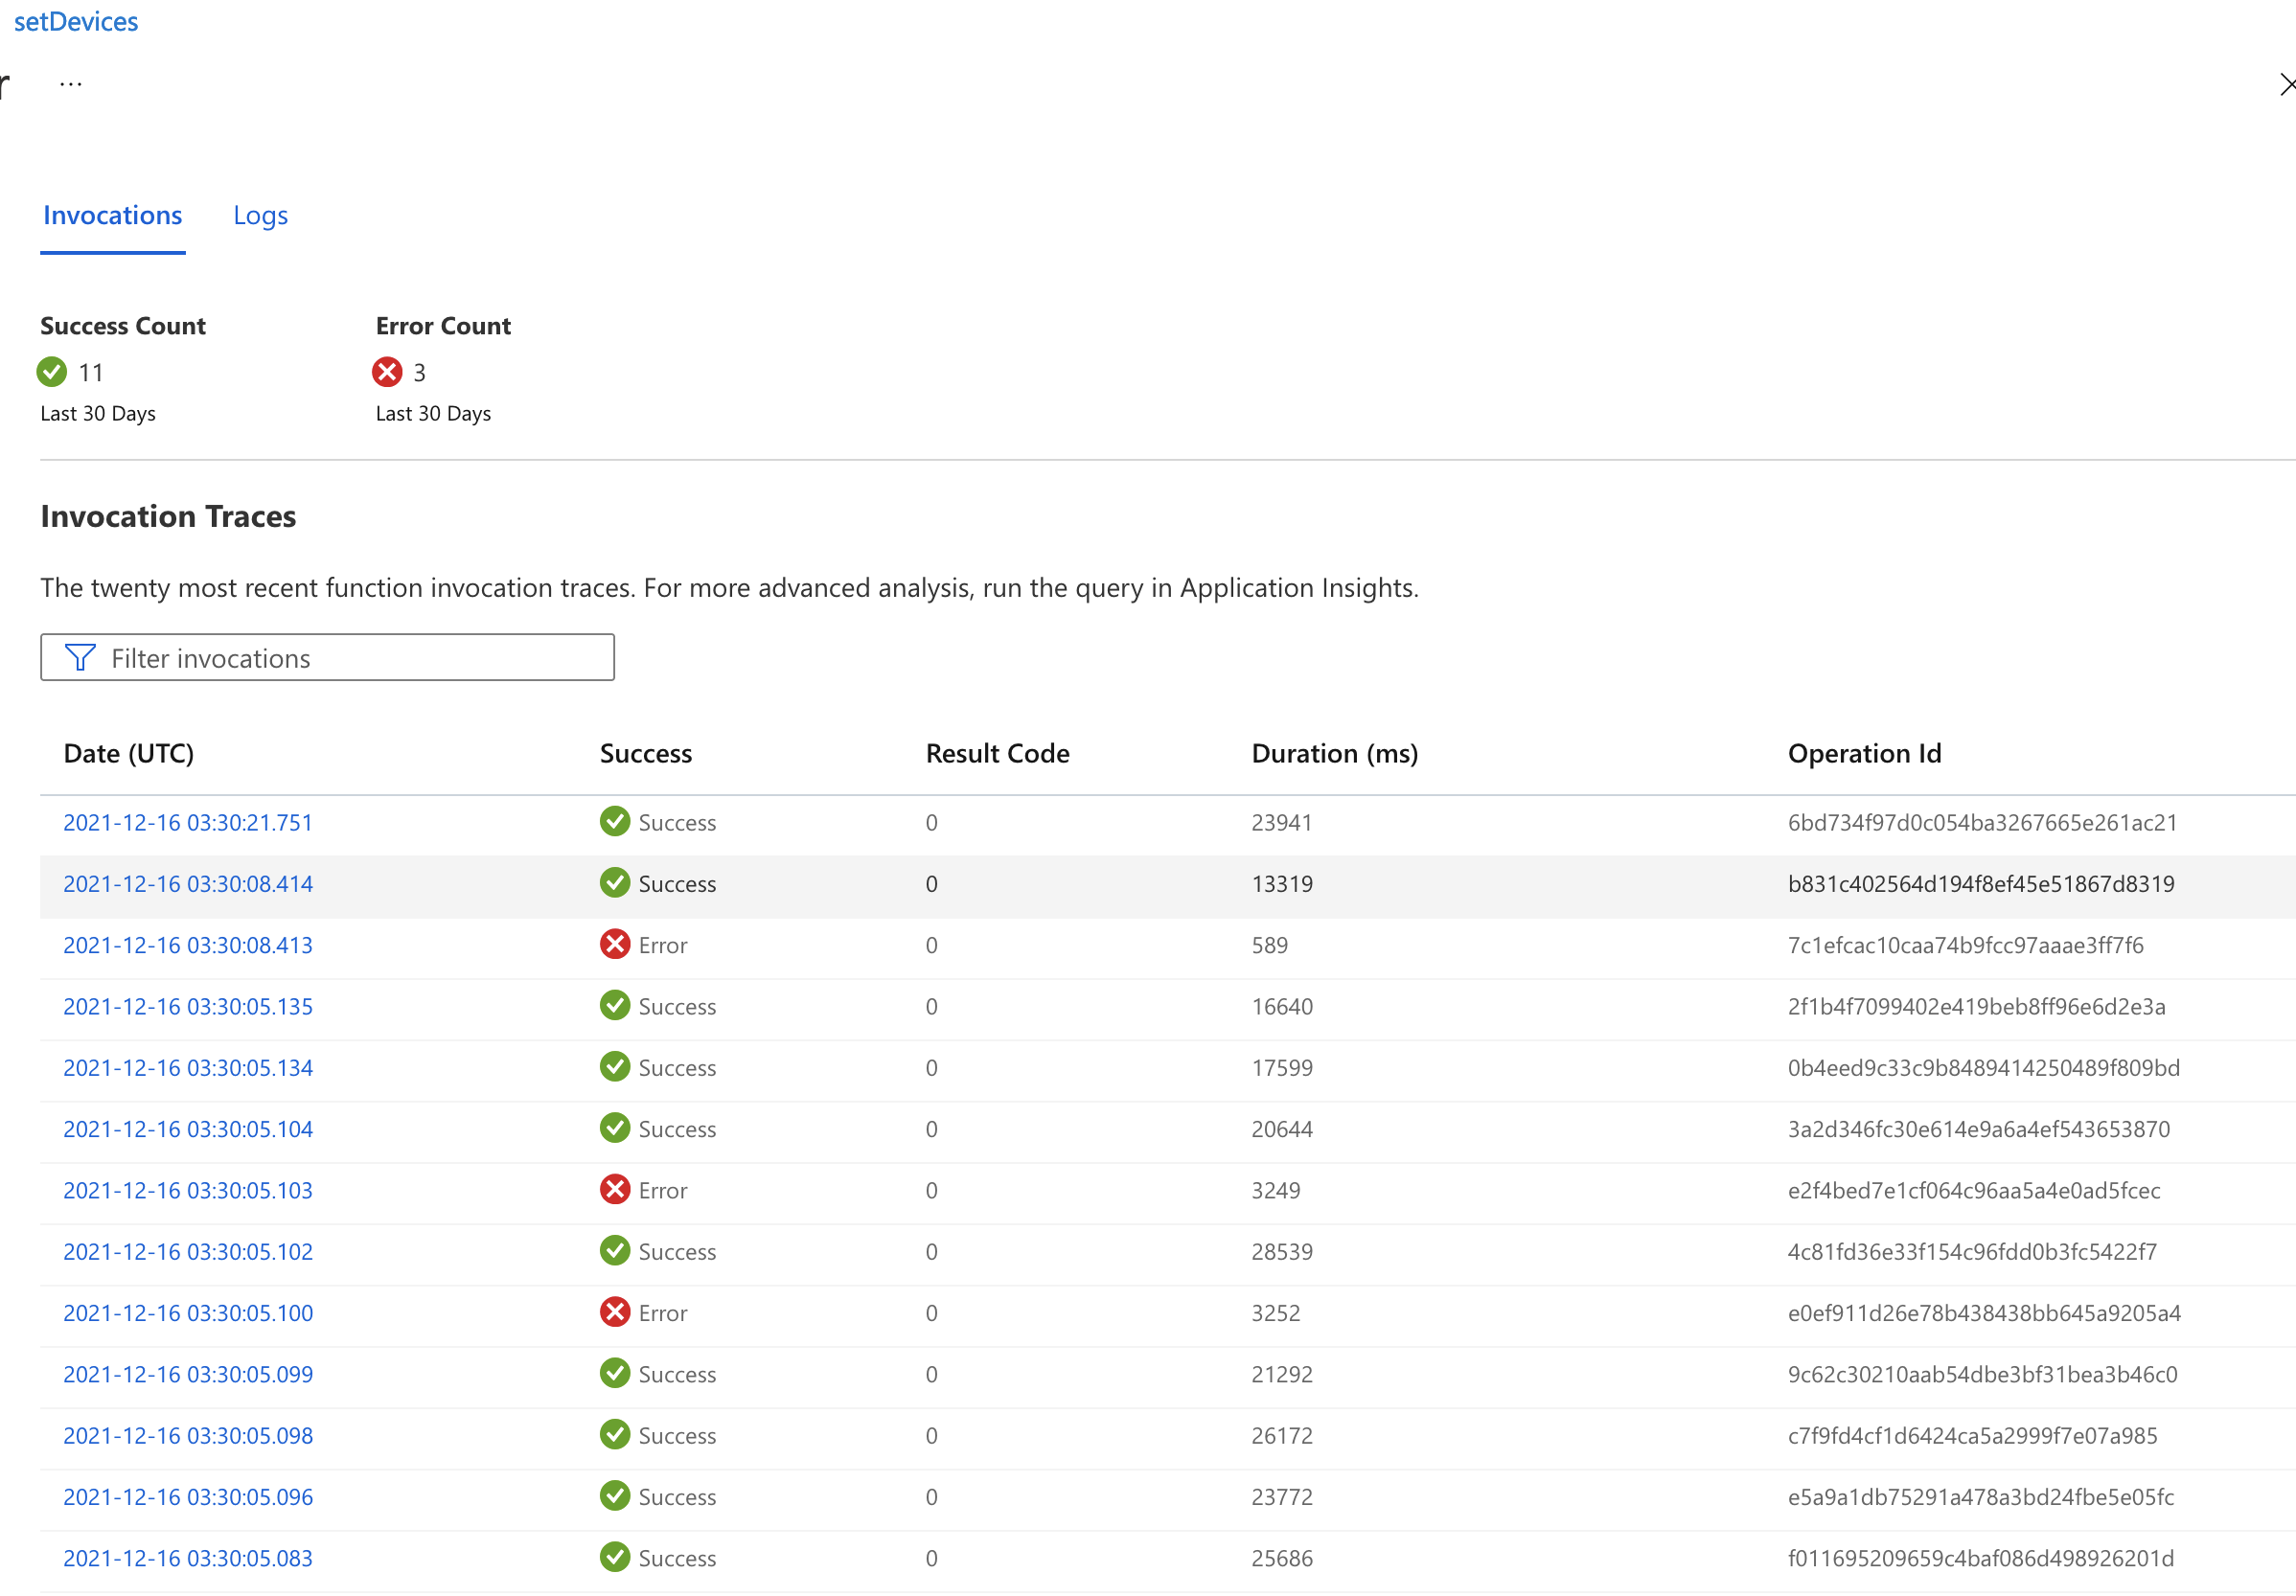 setDevices
r ...
Invocations Logs
Success Count Error Count
11 3
Last 30 Days Last 30 Days
Invocation Traces
The twenty most recent function invocation traces. For more advanced analysis, run the query in Application Insights.
Filter invocations
Date (UTC) Success Result Code Duration (ms) Operation Id
2021-12-16 03:30:21.751 Success 0 23941 6bd734f97d0c054ba3267665e261ac21
2021-12-16 03:30:08.414 Success 0 13319 b831c402564d194f8ef45e51867d8319
2021-12-16 03:30:08.413 Error 0 589 7c1efcac10caa74b9fcc97aaae3ff7f6
2021-12-16 03:30:05.135 Success 0 16640 2f1b4f7099402e419beb8ff96e6d2e3a
2021-12-16 03:30:05.134 Success 0 17599 0b4eed9c33c9b8489414250489f809bd
2021-12-16 03:30:05.104 Success 0 20644 3a2d346fc30e614e9a6a4ef543653870
2021-12-16 03:30:05.103 Error 0 3249 e2f4bed7e1cf064c96aa5a4e0ad5fcec
2021-12-16 03:30:05.102 Success 0 28539 4c81fd36e33f154c96fdd0b3fc5422f7
2021-12-16 03:30:05.100 Error 0 3252 e0ef911d26e78b438438bb645a9205a4
2021-12-16 03:30:05.099 Success 0 21292 9c62c30210aab54dbe3bf31bea3b46c0
2021-12-16 03:30:05.098 Success 0 26172 c7f9fd4cf1d6424ca5a2999f7e07a985
2021-12-16 03:30:05.096 Success 0 23772 e5a9a1db75291a478a3bd24fbe5e05fc
2021-12-16 03:30:05.083 Success 0 25686 f011695209659c4baf086d498926201d